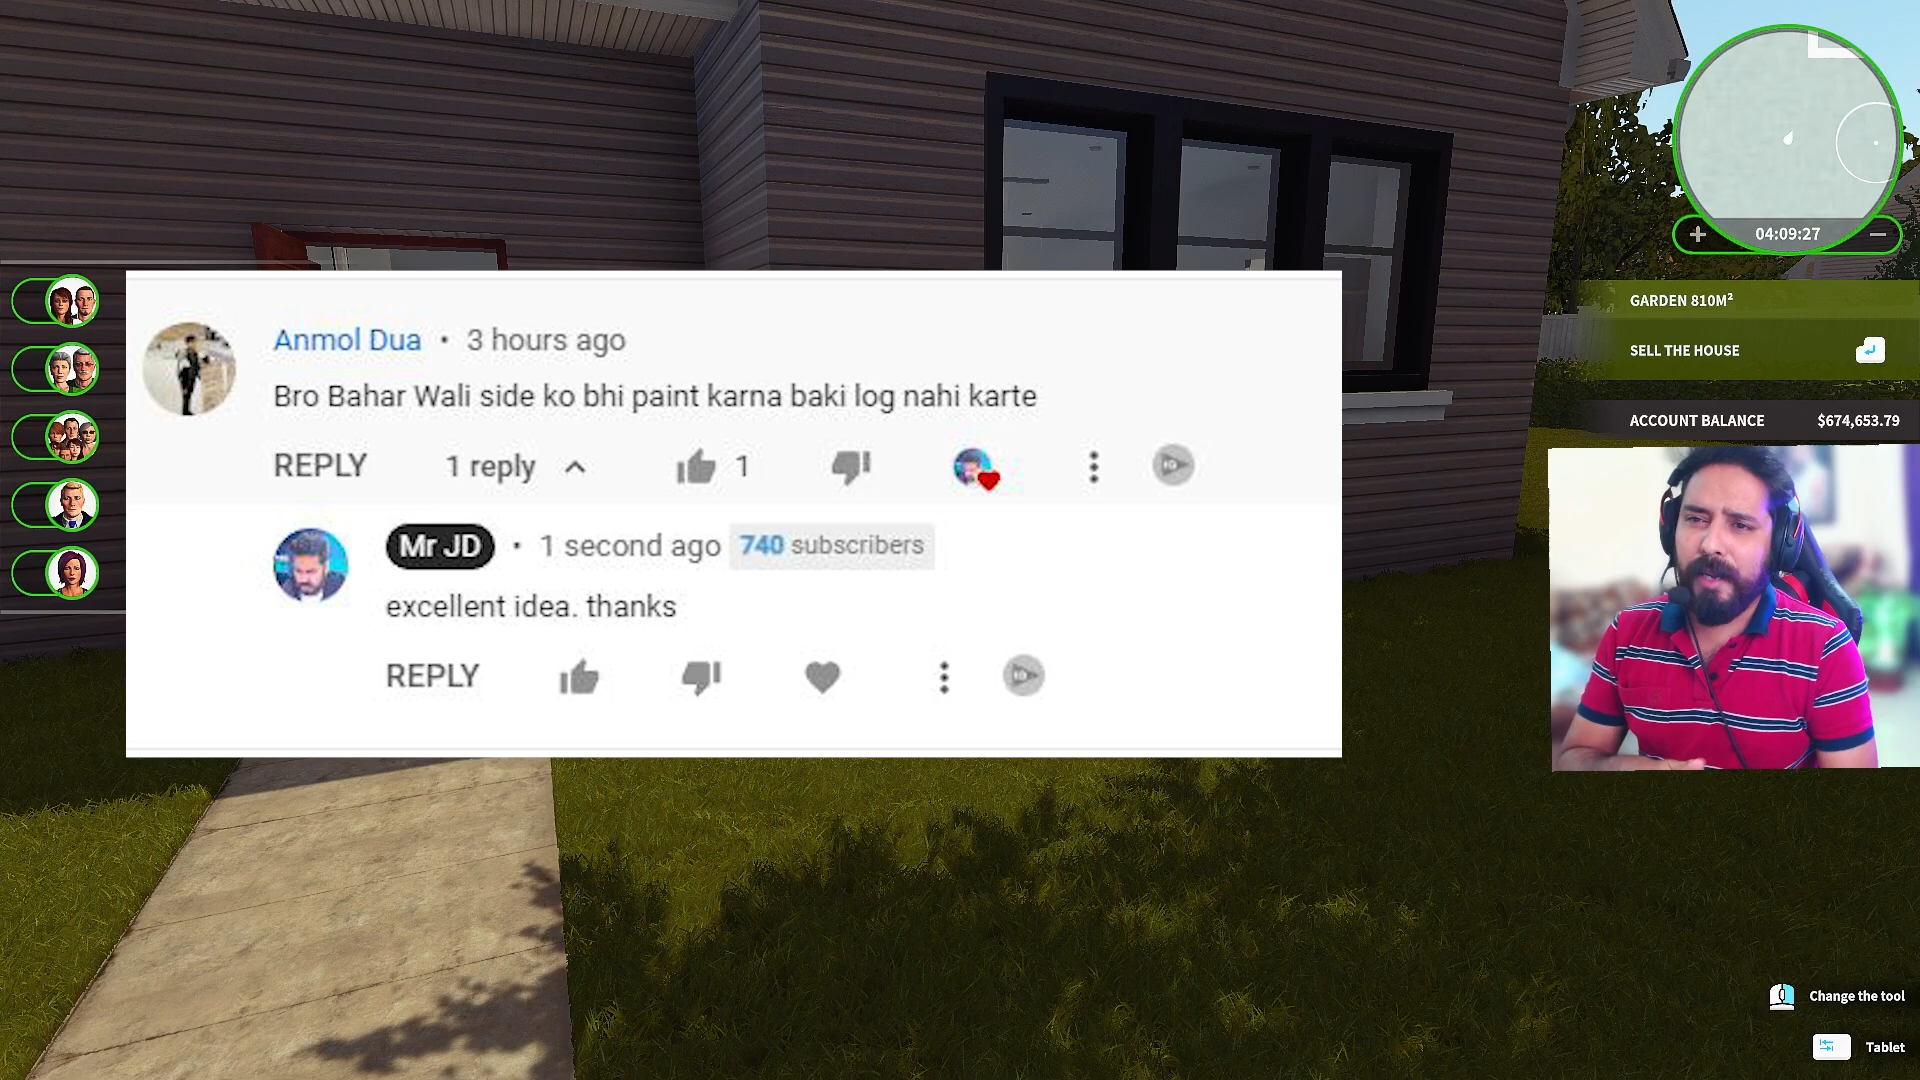 04:09:27
GARDEN 810M²
SELL THE HOUSE
ACCOUNT BALANCE $674,653.79
Anmol Dua • 3 hours ago
Bro Bahar Wali side ko bhi paint karna baki log nahi karte
REPLY 1 reply 1
Mr JD • 1 second ago 740 subscribers
excellent idea. thanks
REPLY
Change the tool
Tablet